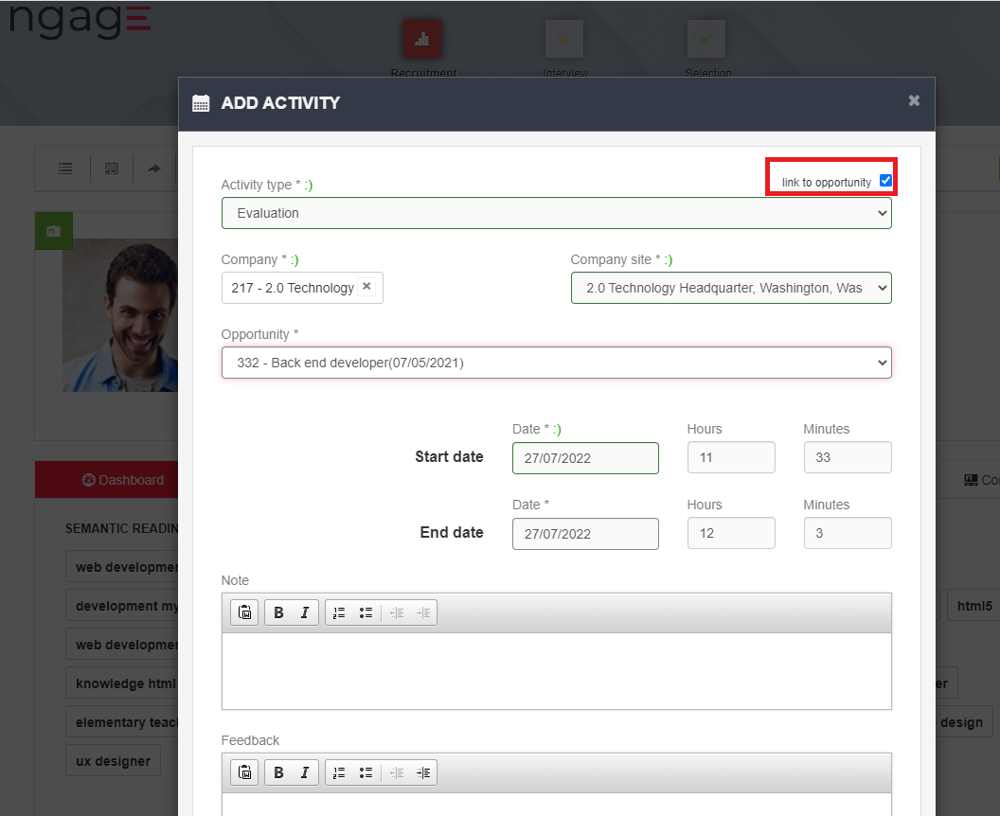 ngage
Recruitment
Interview
Selection
ADD ACTIVITY
link to opportunity
Activity type * :)
Evaluation
Company * :)
Company site * :)
217 - 2.0 Technology
2.0 Technology Headquarter, Washington, Was
Opportunity *
332 - Back end developer(07/05/2021)
Date * :)
Hours
Minutes
Start date
27/07/2022
11
33
Date *
Hours
Minutes
End date
27/07/2022
12
3
Note
B I
Feedback
B I
Dashboard
Co
SEMANTIC READIN
web developmen
development my
html5
web developmen
knowledge html
er
elementary teac
design
ux designer